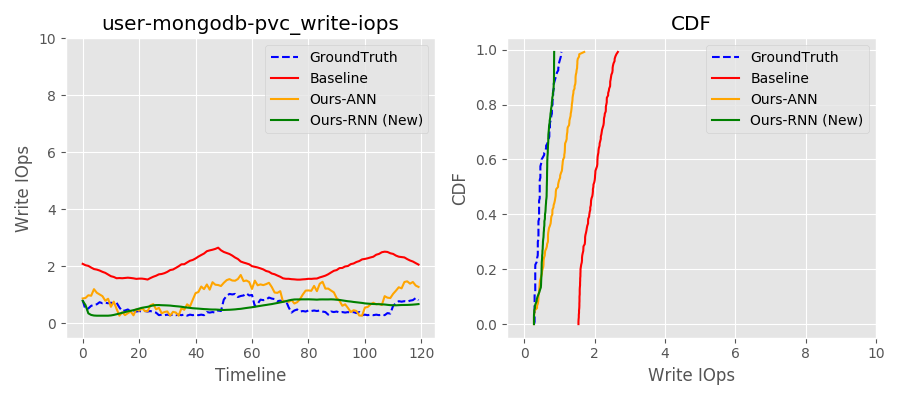 user-mongodb-pvc_write-iops
10
8
6
4
2
0
Write IOps
0 20 40 60 80 100 120
Timeline
GroundTruth
Baseline
Ours-ANN
Ours-RNN (New)
CDF
1.0
0.8
0.6
0.4
0.2
0.0
CDF
0 2 4 6 8 10
Write IOps
GroundTruth
Baseline
Ours-ANN
Ours-RNN (New)